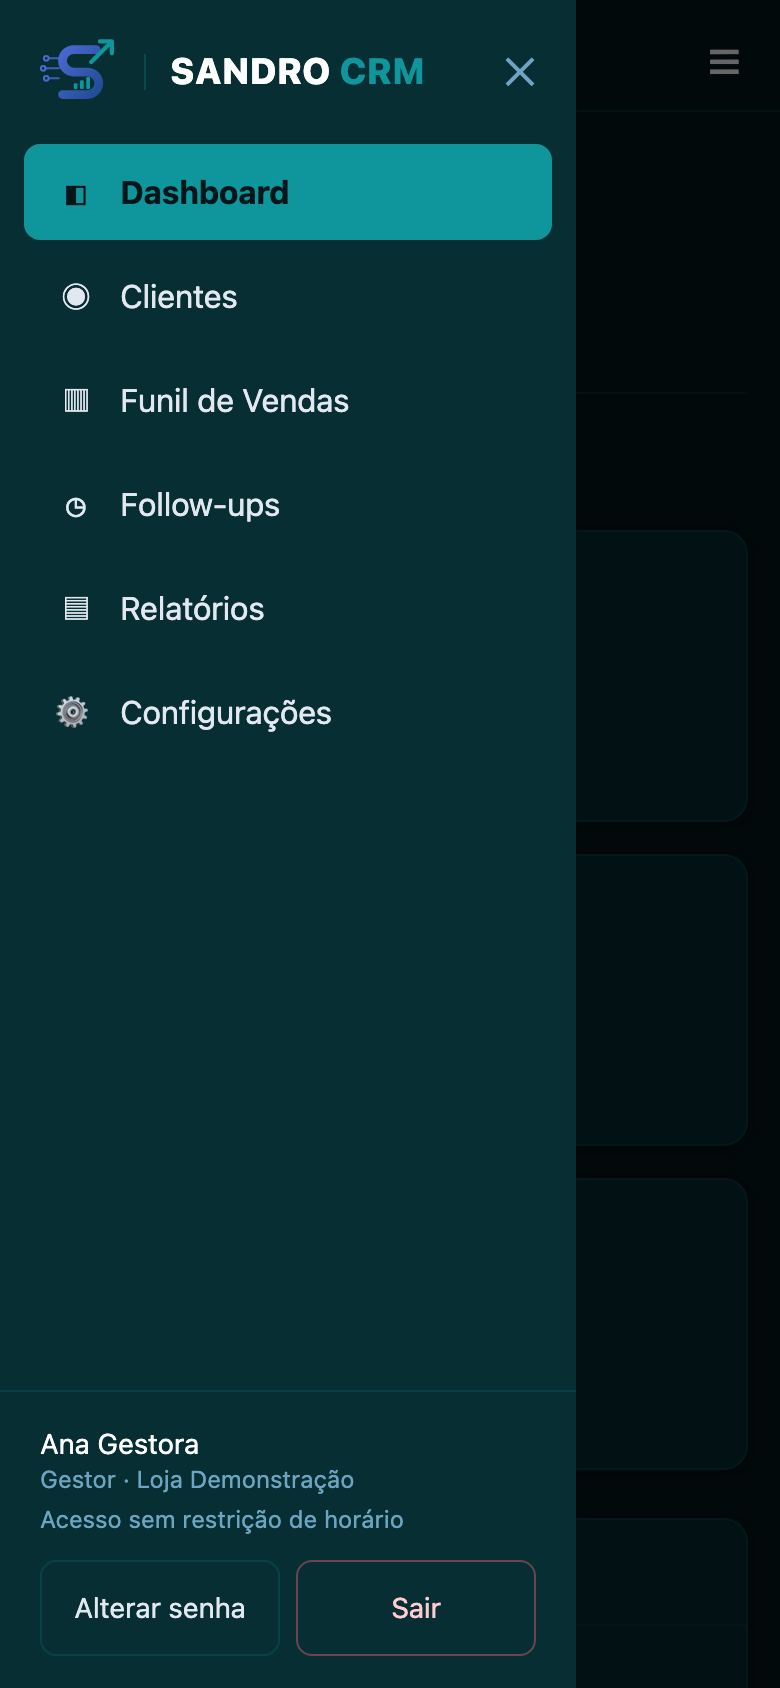 SANDRO CRM
Dashboard
Clientes
Funil de Vendas
Follow-ups
Relatórios
Configurações
Ana Gestora
Gestor · Loja Demonstração
Acesso sem restrição de horário
Alterar senha
Sair